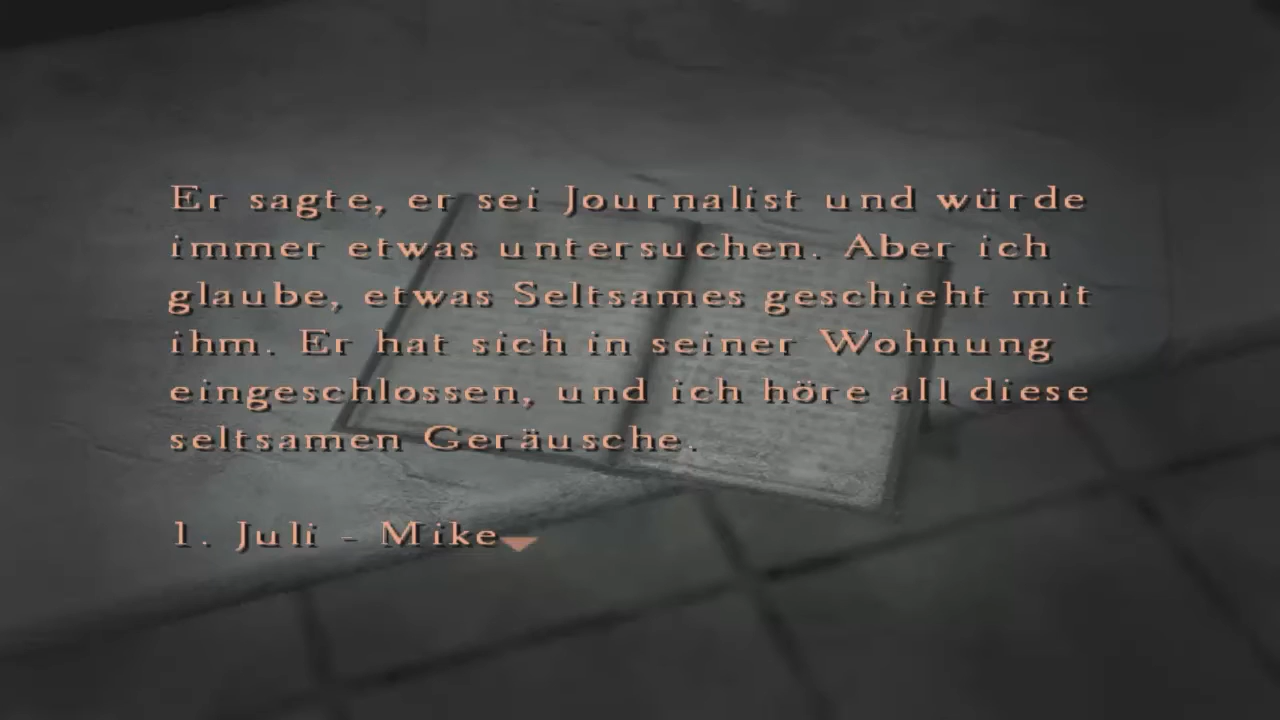 Er sagte, er sei Journalist und würde
immer etwas untersuchen. Aber ich
glaube, etwas Seltsames geschieht mit
ihm. Er hat sich in seiner Wohnung
eingeschlossen, und ich höre all diese
seltsamen Geräusche.
1. Juli - Mike